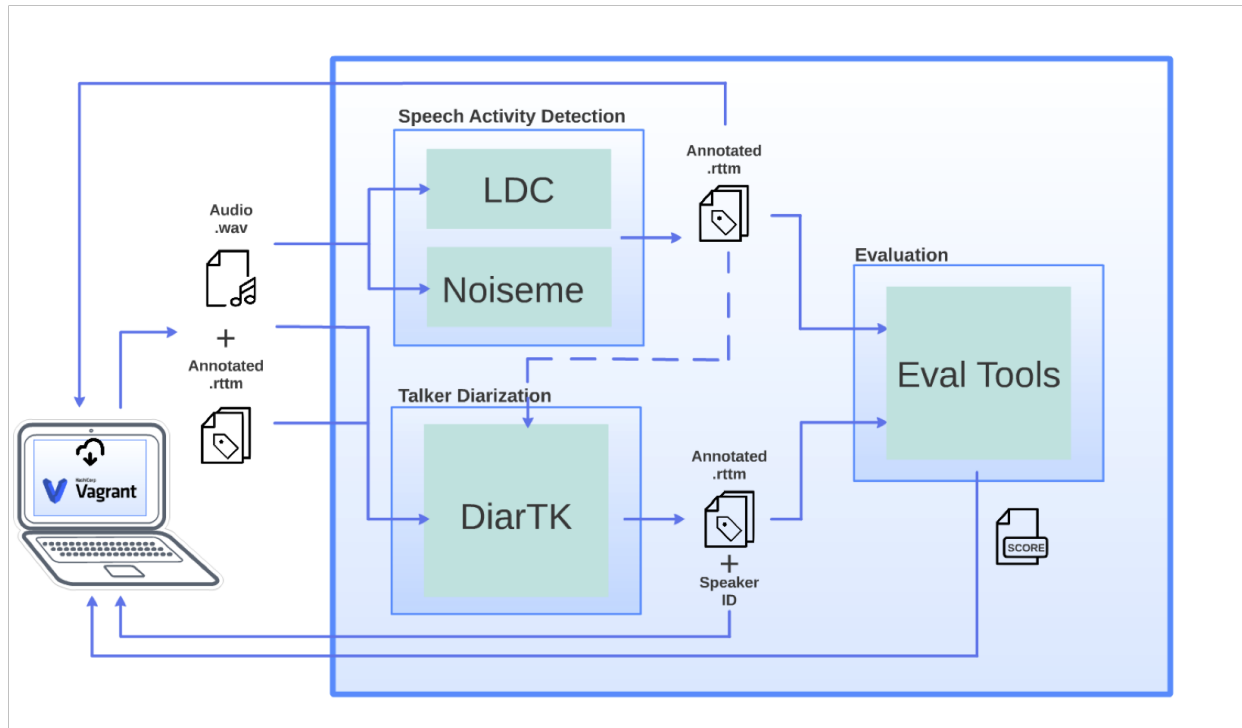 Speech Activity Detection
LDC
Noiseme
Annotated
.rttm
Audio
.wav
+
Annotated
.rttm
Evaluation
Eval Tools
Talker Diarization
DiarTK
Annotated
.rttm
+
Speaker
ID
SCORE
HashiCorp
Vagrant